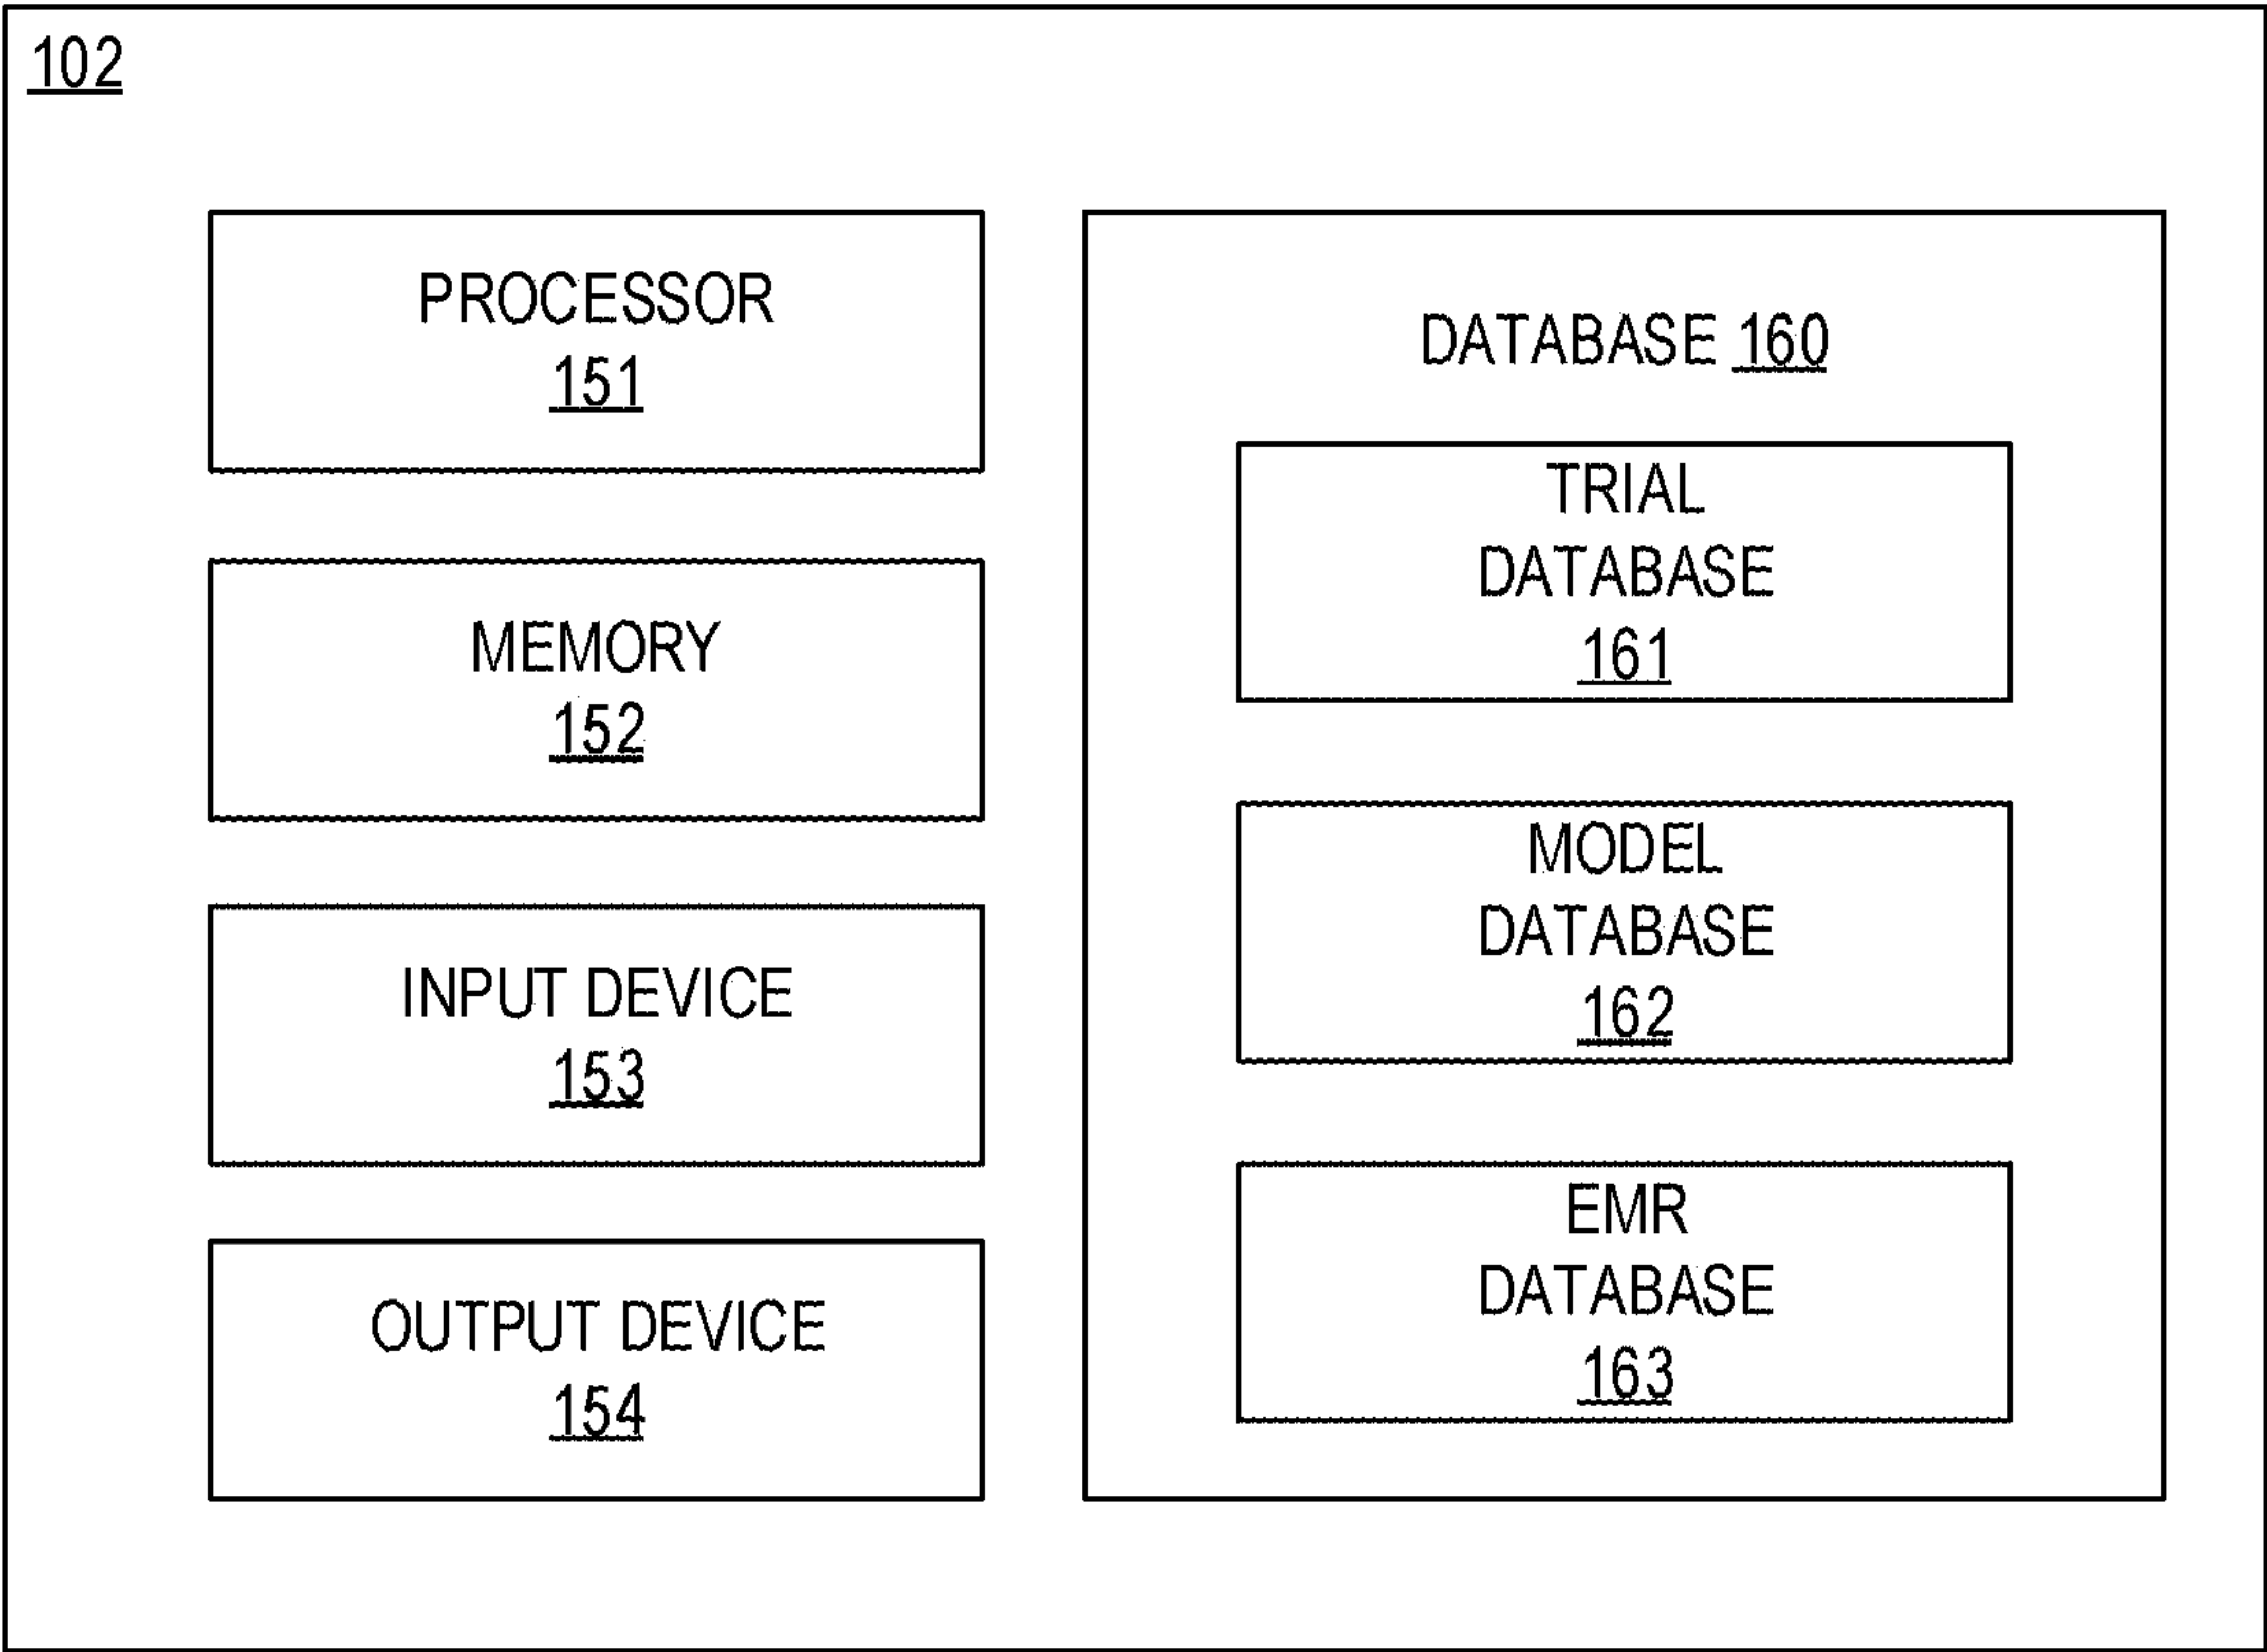 102
PROCESSOR
151
MEMORY
152
INPUT DEVICE
153
OUTPUT DEVICE
154
DATABASE 160
TRIAL
DATABASE
161
MODEL
DATABASE
162
EMR
DATABASE
163